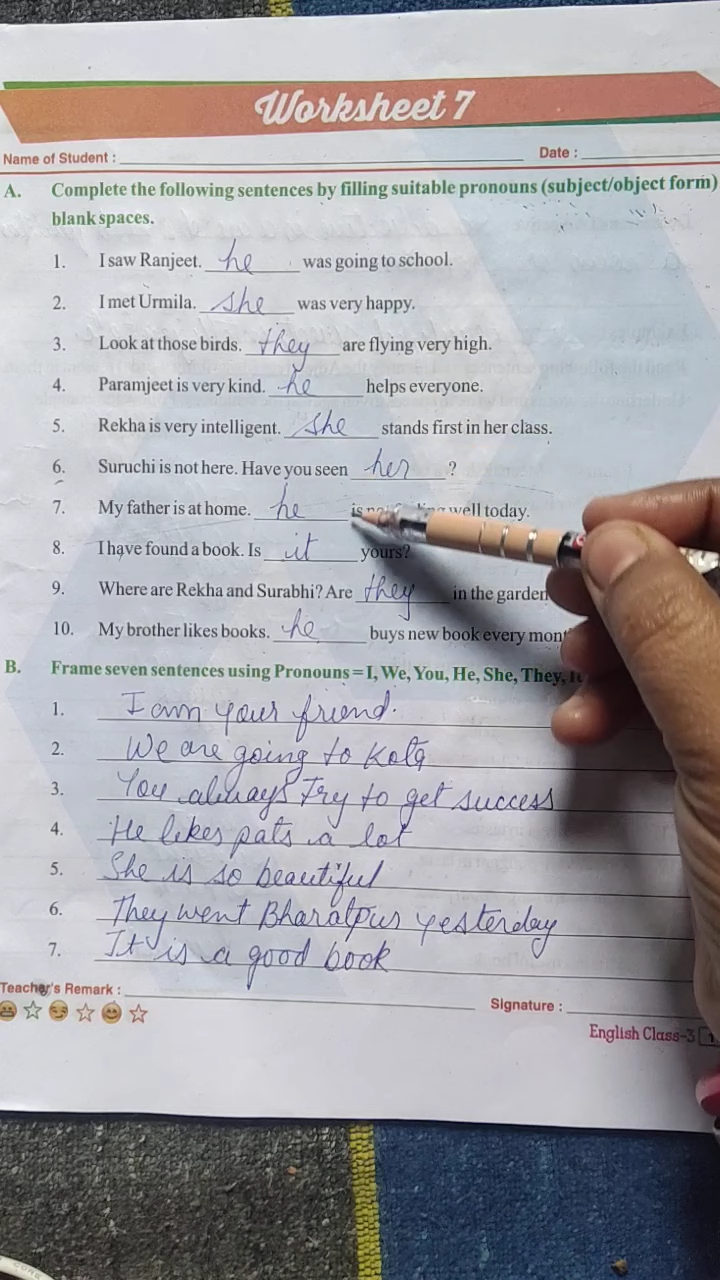 Worksheet 7
Name of Student : Date :
A. Complete the following sentences by filling suitable pronouns (subject/object form)
blank spaces.
1. I saw Ranjeet. he was going to school.
2. I met Urmila. she was very happy.
3. Look at those birds. they are flying very high.
4. Paramjeet is very kind. he helps everyone.
5. Rekha is very intelligent. she stands first in her class.
6. Suruchi is not here. Have you seen her ?
7. My father is at home. he is well today.
8. I have found a book. Is it yours?
9. Where are Rekha and Surabhi? Are they in the garden
10. My brother likes books. he buys new book every
B. Frame seven sentences using Pronouns = I, We, You, He, She, They,
1. I am your friend.
2. We are going to Kota
3. You always try to get success
4. He likes pats a lot
5. She is so beautiful
6. They went Bharatpur yesterday
7. It is a good book
Teacher's Remark :
Signature :
English Class-3